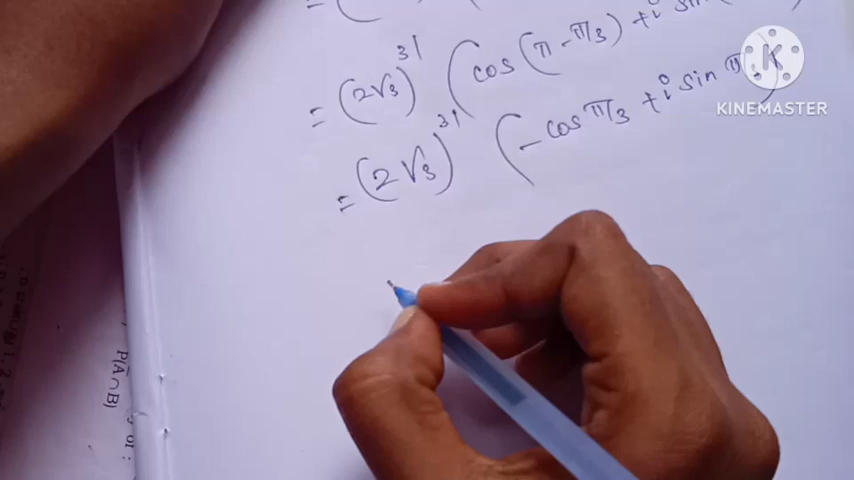 = (2√3)^31 (cos(π - π/3) + i sin
= (2√3)^31 (- cos π/3 + i sin π/3)
K
KINEMASTER
P(A̅∩B)